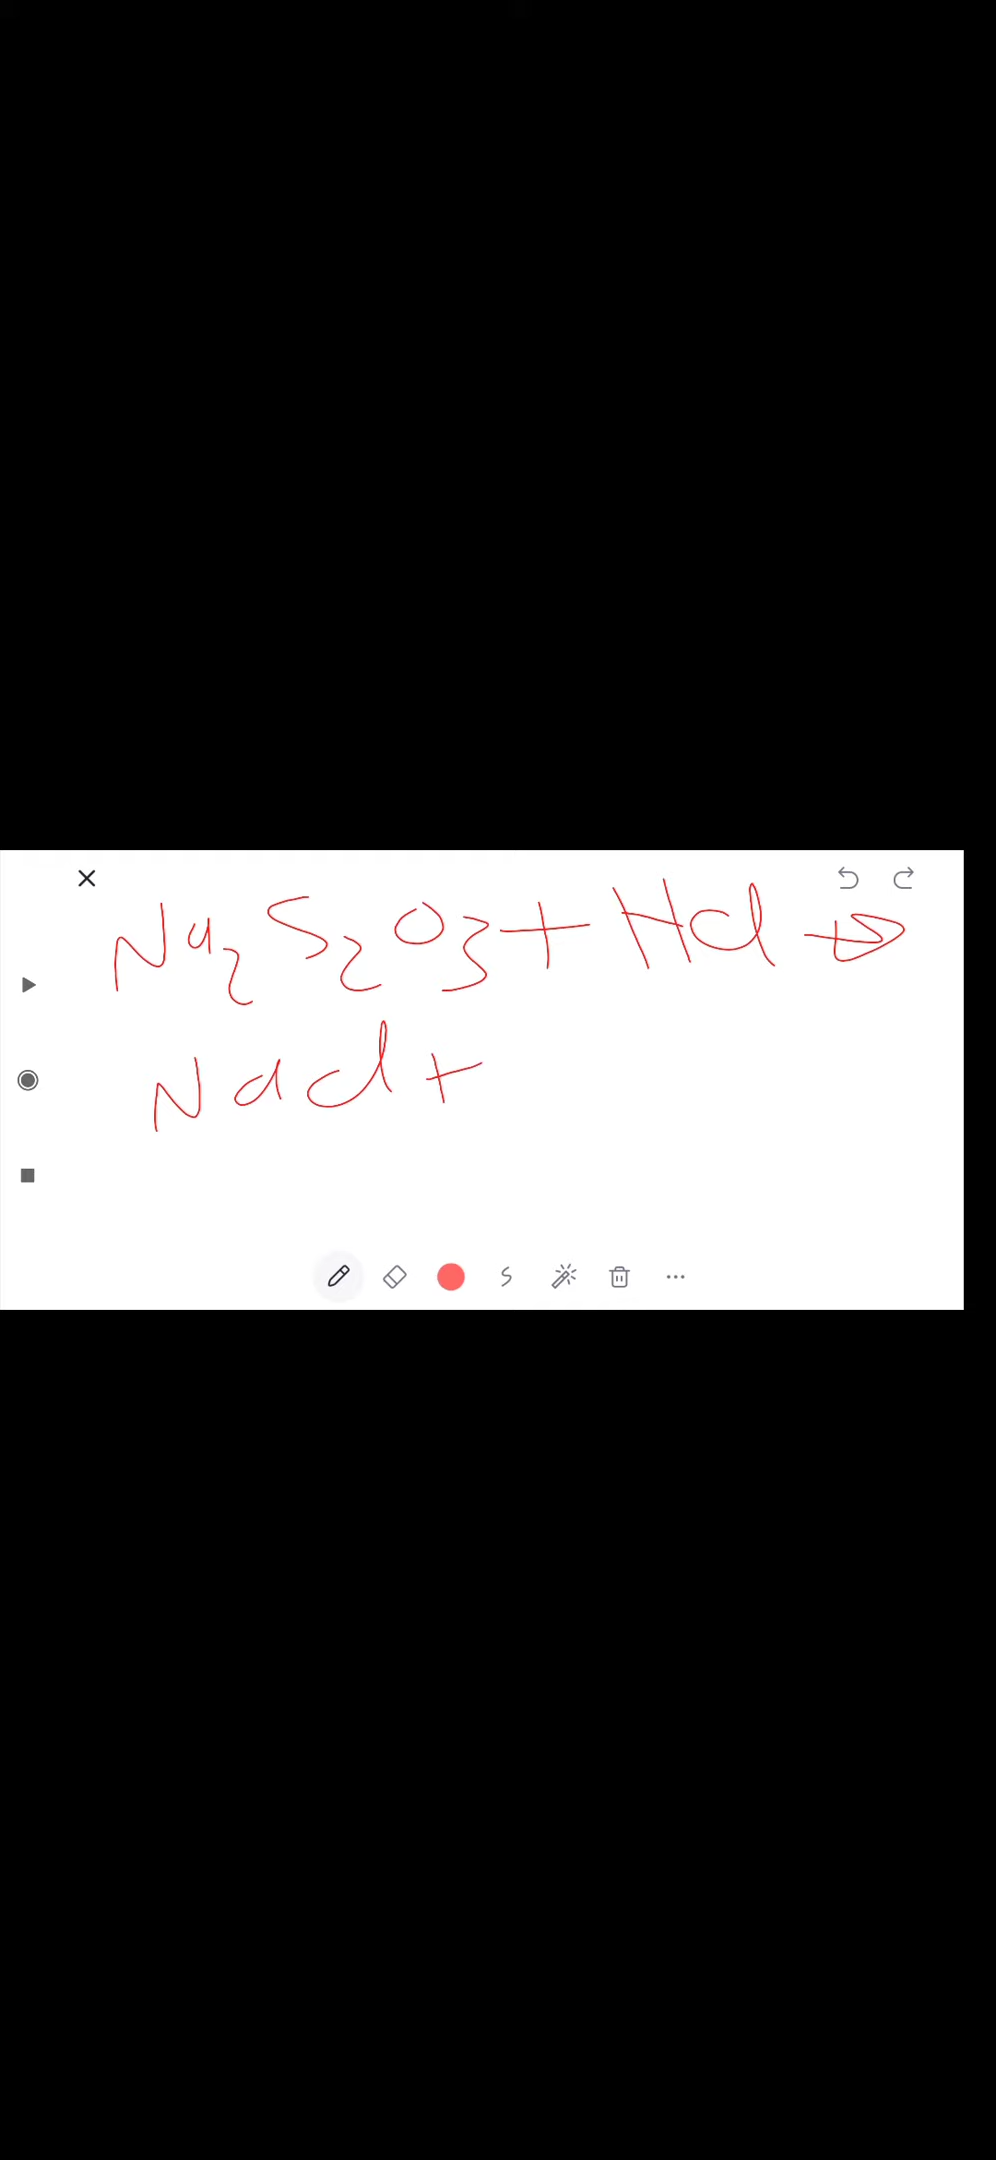 Na2S2O3 + HCl →
NaCl +